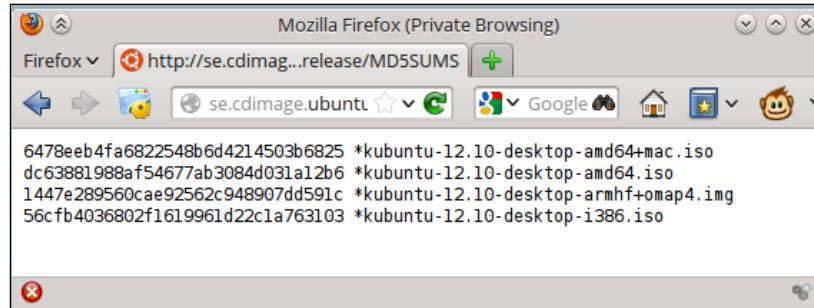 Mozilla Firefox (Private Browsing)
Firefox
http://se.cdimag...release/MD5SUMS
se.cdimage.ubuntu
Google
6478eeb4fa6822548b6d4214503b6825 *kubuntu-12.10-desktop-amd64+mac.iso
dc63881988af54677ab3084d031a12b6 *kubuntu-12.10-desktop-amd64.iso
1447e289560cae92562c948907dd591c *kubuntu-12.10-desktop-armhf+omap4.img
56cfb4036802f1619961d22c1a763103 *kubuntu-12.10-desktop-i386.iso